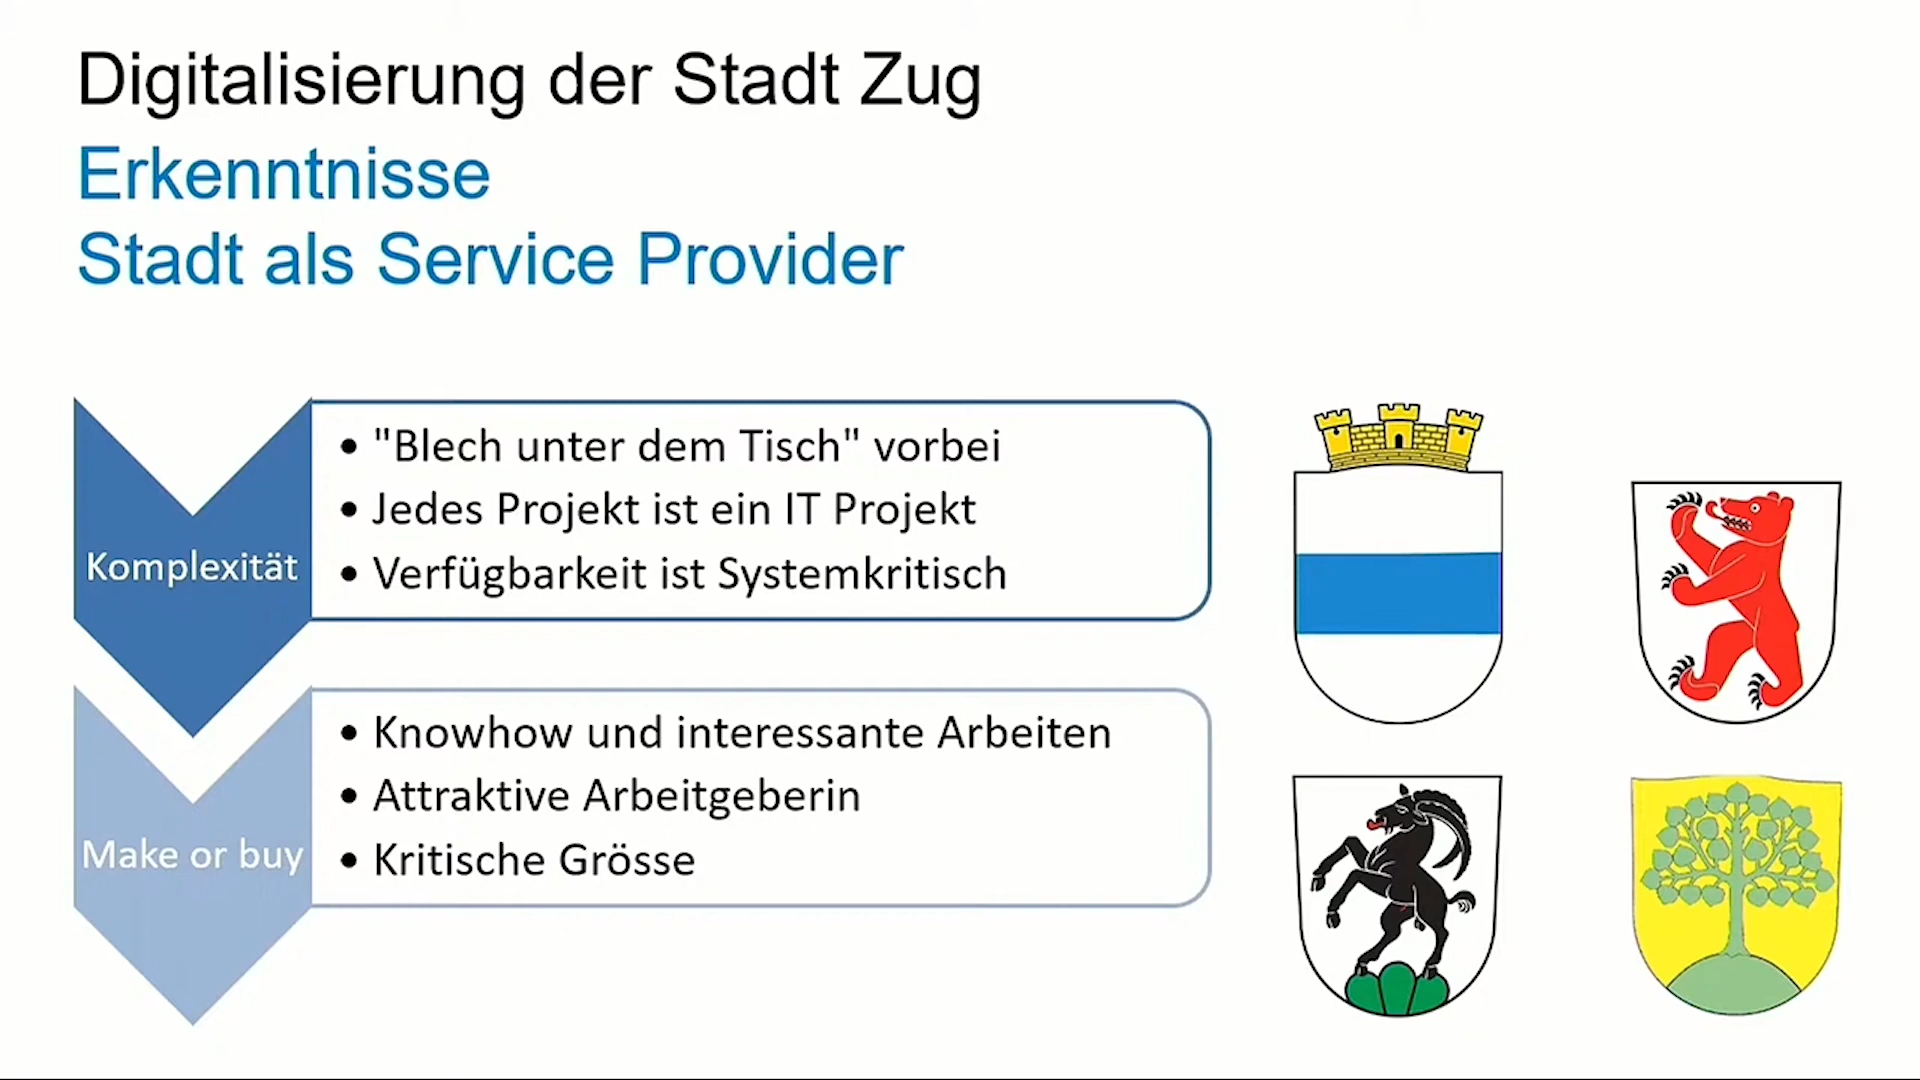 Digitalisierung der Stadt Zug
Erkenntnisse
Stadt als Service Provider
Komplexität
• "Blech unter dem Tisch" vorbei
• Jedes Projekt ist ein IT Projekt
• Verfügbarkeit ist Systemkritisch
Make or buy
• Knowhow und interessante Arbeiten
• Attraktive Arbeitgeberin
• Kritische Grösse